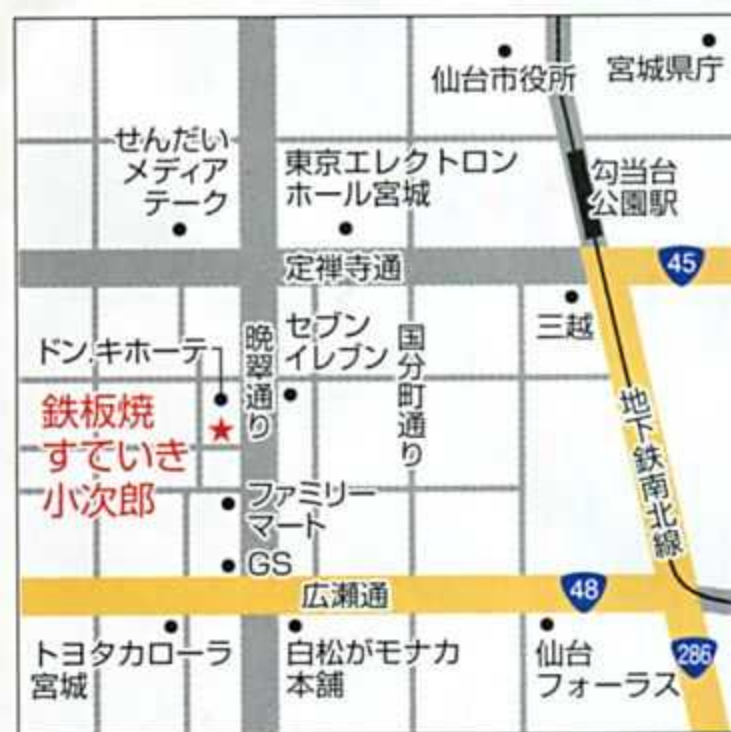 仙台市役所
宮城県庁
せんだい
メディア
テーク
東京エレクトロン
ホール宮城
勾当台
公園駅
定禅寺通
45
三越
ドン.キホーテ
晩翠通り
セブン
イレブン
国分町通り
地下鉄南北線
鉄板焼
すていき
小次郎
ファミリー
マート
GS
広瀬通
48
トヨタカローラ
宮城
白松がモナカ
本舗
仙台
フォーラス
286